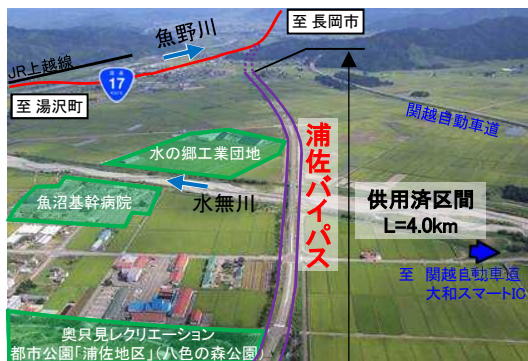 至 長岡市
魚野川
JR上越線
国道
17
ROUTE
至 湯沢町
関越自動車道
浦佐バイパス
水の郷工業団地
供用済区間
L=4.0km
魚沼基幹病院
水無川
至 関越自動車道
大和スマートIC
奥只見レクリエーション
都市公園「浦佐地区」(八色の森公園)